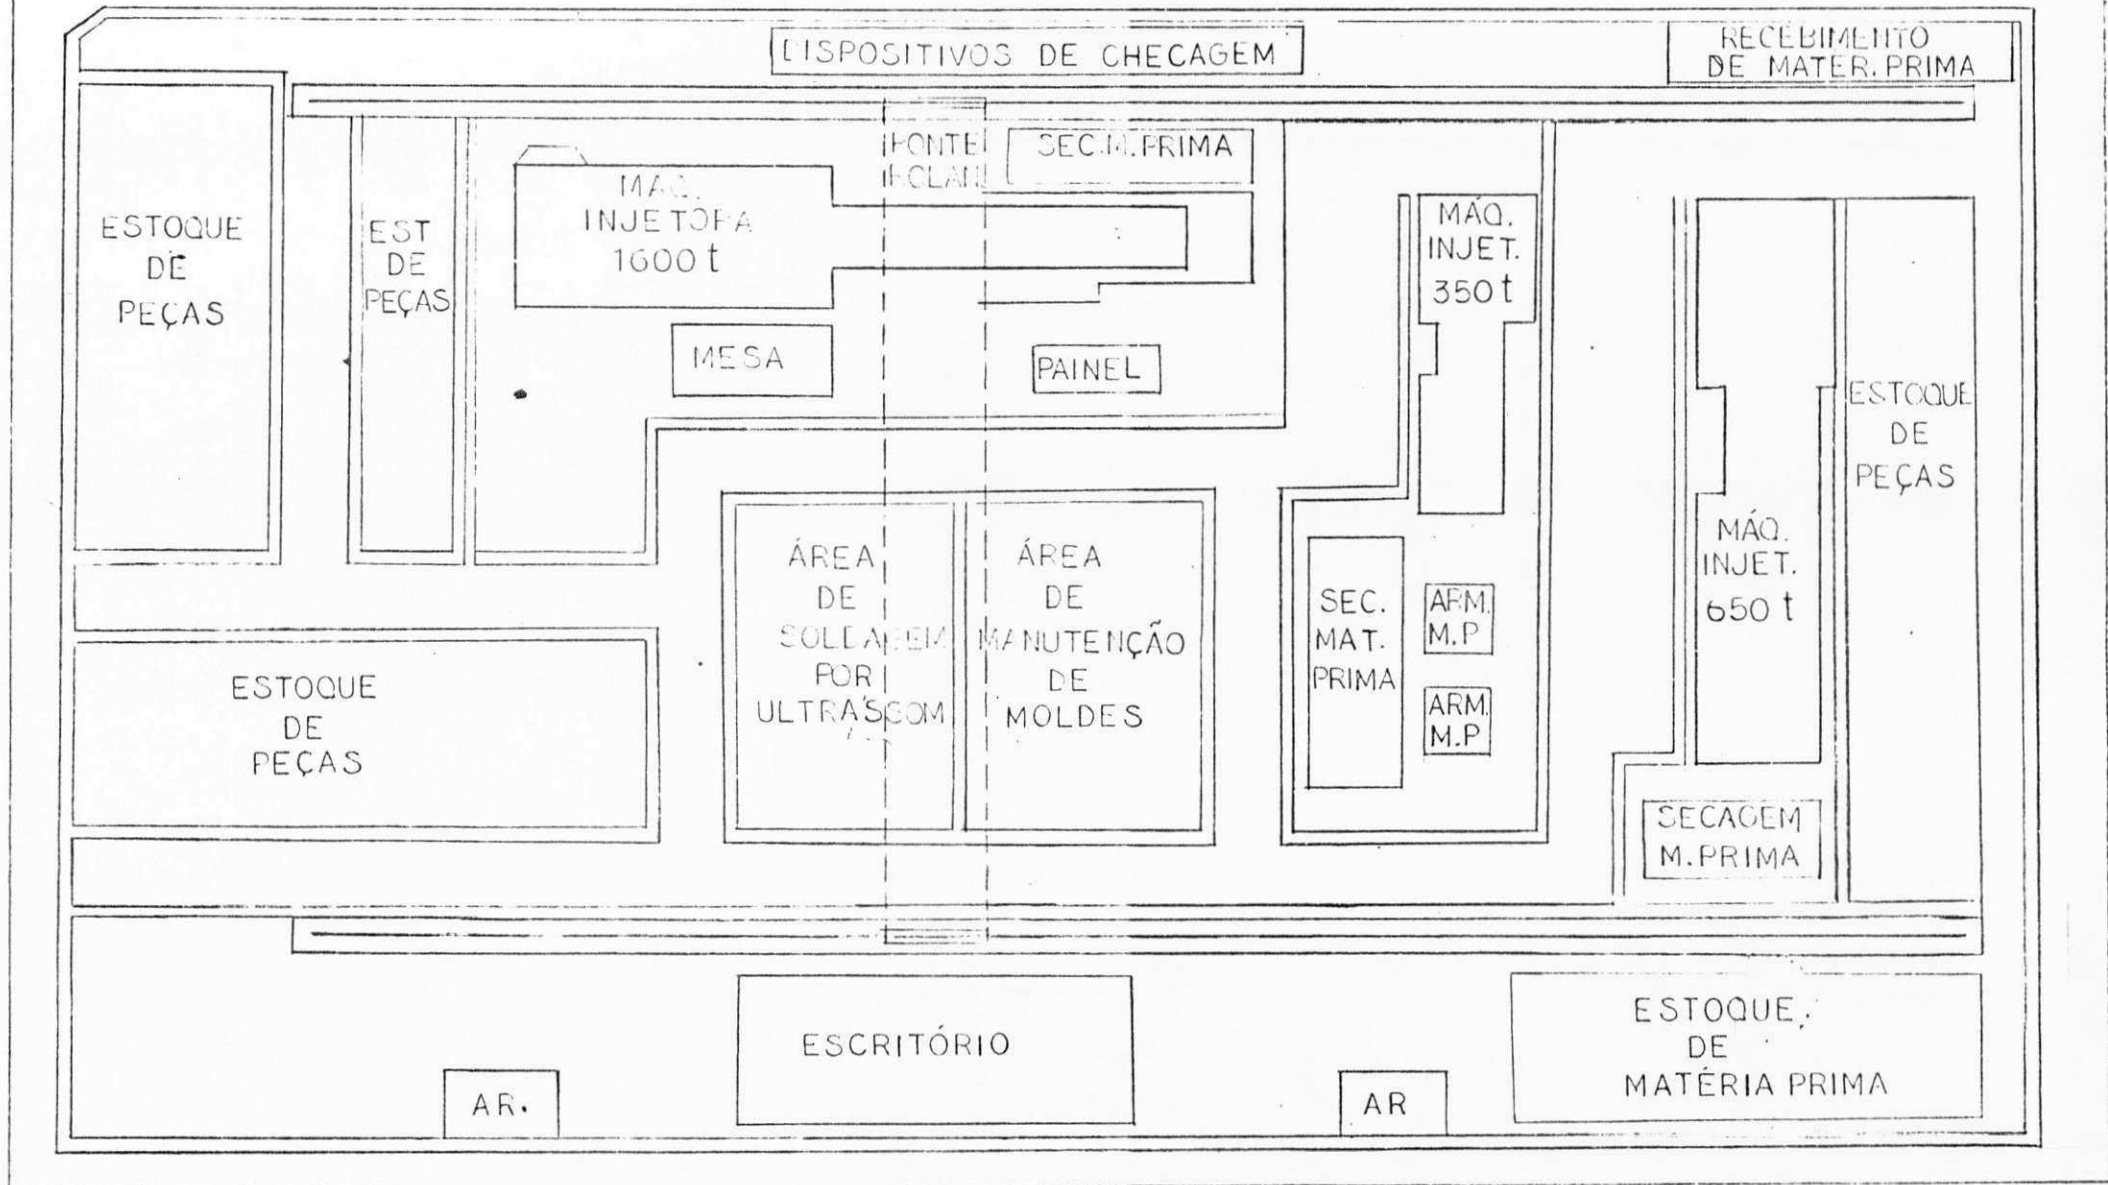 DISPOSITIVOS DE CHECAGEM
RECEBIMENTO
DE MATER. PRIMA
ESTOQUE
DE
PEÇAS
EST
DE
PEÇAS
MAQ.
INJETORA
1600 t
PONTE
ROLAN
SEC.M.PRIMA
MESA
PAINEL
MÁQ.
INJET.
350 t
ESTOQUE
DE
PEÇAS
MÁQ.
INJET.
650 t
ÁREA
DE
SOLDAGEM
POR
ULTRASSOM
ÁREA
DE
MANUTENÇÃO
DE
MOLDES
SEC.
MAT.
PRIMA
ARM.
M.P
ARM.
M.P
ESTOQUE
DE
PEÇAS
SECAGEM
M. PRIMA
ESCRITÓRIO
ESTOQUE
DE
MATÉRIA PRIMA
AR.
AR